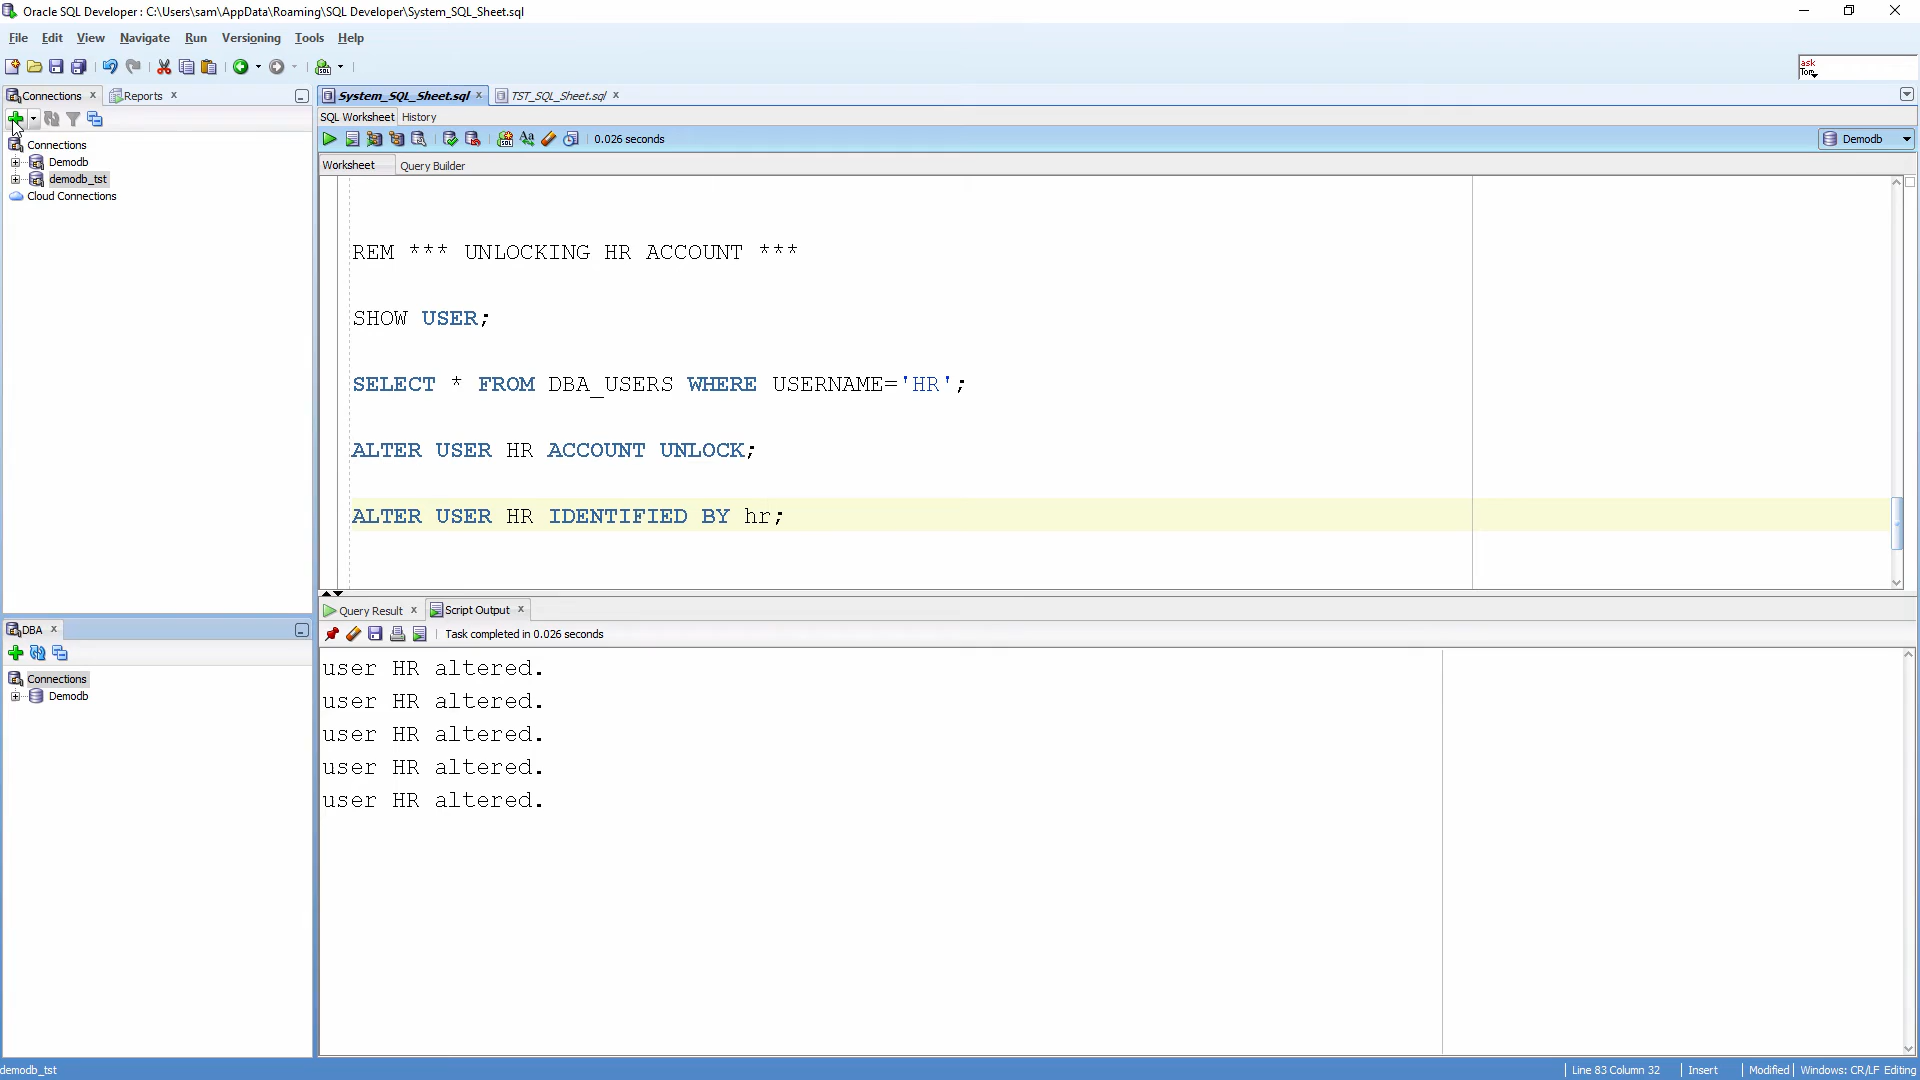 Oracle SQL Developer : C:\Users\sam\AppData\Roaming\SQL Developer\System_SQL_Sheet.sql
File Edit View Navigate Run Versioning Tools Help
ask
Tom
Connections Reports
System_SQL_Sheet.sql TST_SQL_Sheet.sql
SQL Worksheet History
0.026 seconds
Demodb
Worksheet Query Builder
Connections
Demodb
demodb_tst
Cloud Connections
REM *** UNLOCKING HR ACCOUNT ***
SHOW USER;
SELECT * FROM DBA_USERS WHERE USERNAME='HR';
ALTER USER HR ACCOUNT UNLOCK;
ALTER USER HR IDENTIFIED BY hr;
DBA
Connections
Demodb
Query Result Script Output
Task completed in 0.026 seconds
user HR altered.
user HR altered.
user HR altered.
user HR altered.
user HR altered.
demodb_tst
Line 83 Column 32 Insert Modified Windows: CR/LF Editing